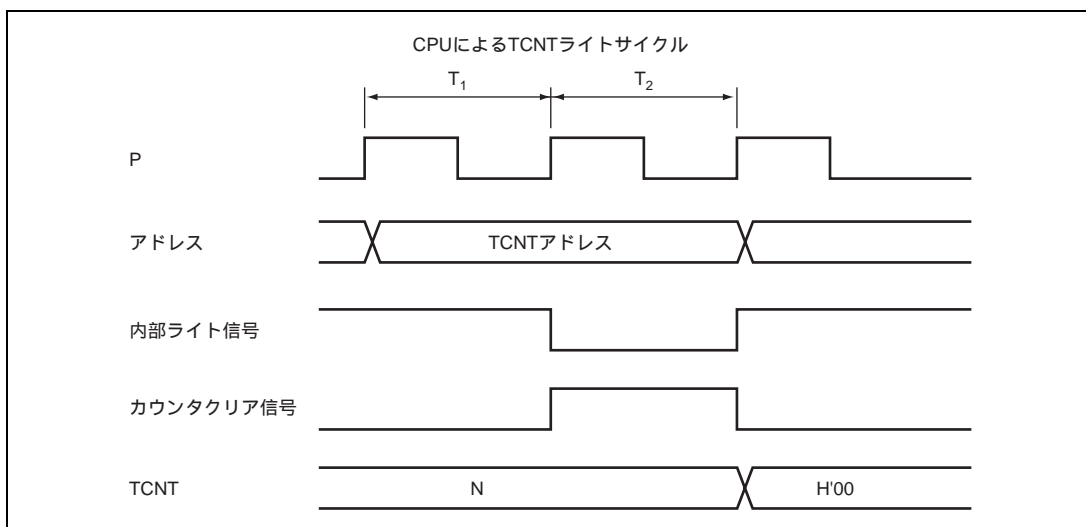 CPUによるTCNTライトサイクル
T1 T2
P
アドレス TCNTアドレス
内部ライト信号
カウンタクリア信号
TCNT N H'00